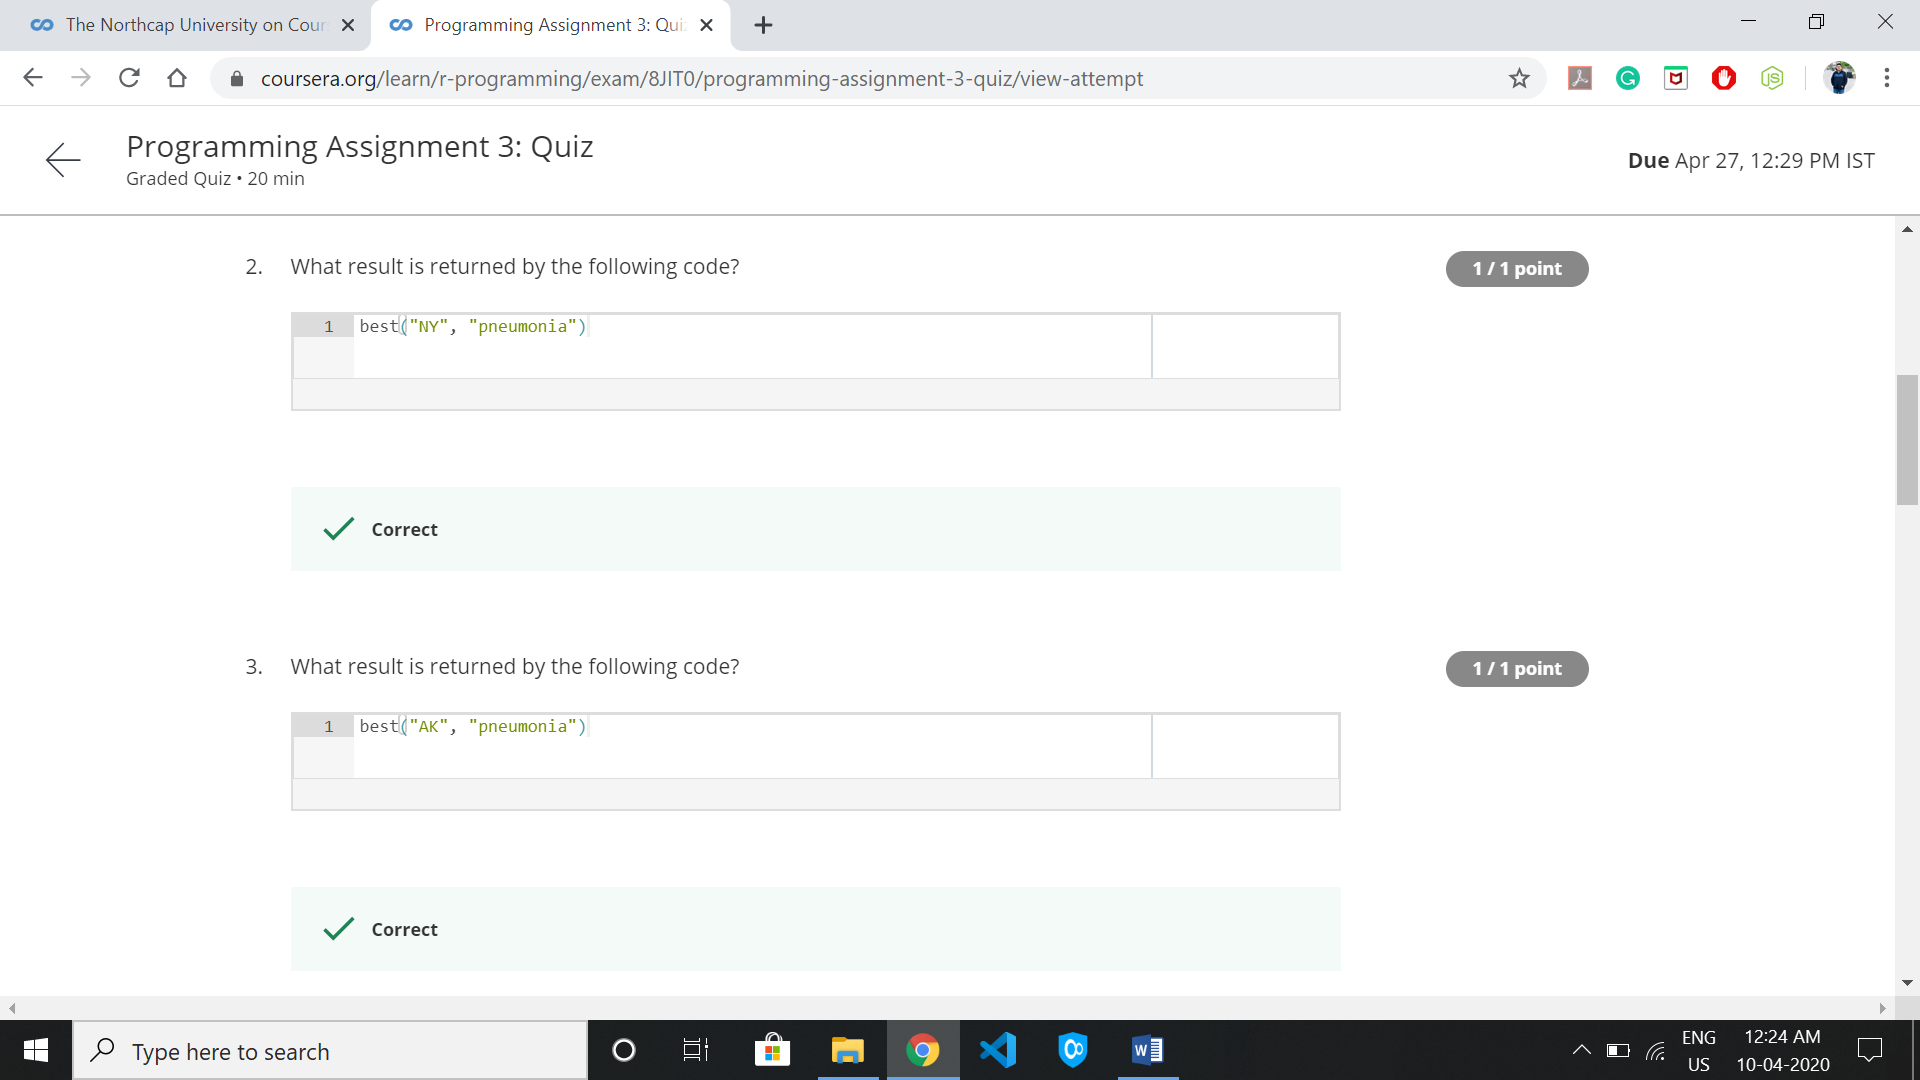 The Northcap University on Cour
Programming Assignment 3: Qui
coursera.org/learn/r-programming/exam/8JIT0/programming-assignment-3-quiz/view-attempt
Programming Assignment 3: Quiz
Graded Quiz • 20 min
Due Apr 27, 12:29 PM IST
2. What result is returned by the following code?
1 / 1 point
1 best("NY", "pneumonia")
Correct
3. What result is returned by the following code?
1 / 1 point
1 best("AK", "pneumonia")
Correct
Type here to search
ENG
US
12:24 AM
10-04-2020